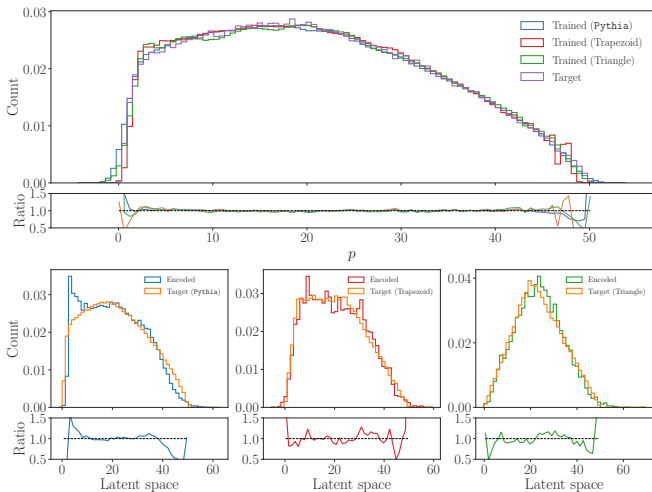 0.03
0.02
0.01
0.00
Count
Trained (Pythia)
Trained (Trapezoid)
Trained (Triangle)
Target
1.5
1.0
0.5
Ratio
0 10 20 30 40 50
p
0.03
0.02
0.01
0.00
Count
Encoded
Target (Pythia)
0.03
0.02
0.01
0.00
Encoded
Target (Trapezoid)
0.04
0.02
0.00
Encoded
Target (Triangle)
1.5
1.0
0.5
Ratio
0 20 40 60
Latent space
1.5
1.0
0.5
0 20 40 60
Latent space
1.5
1.0
0.5
0 20 40 60
Latent space